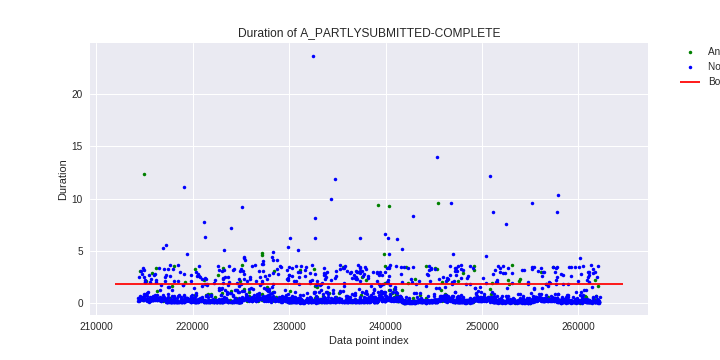 Duration of A_PARTLYSUBMITTED-COMPLETE
An
No
Bo
20
15
10
5
0
Duration
210000 220000 230000 240000 250000 260000
Data point index